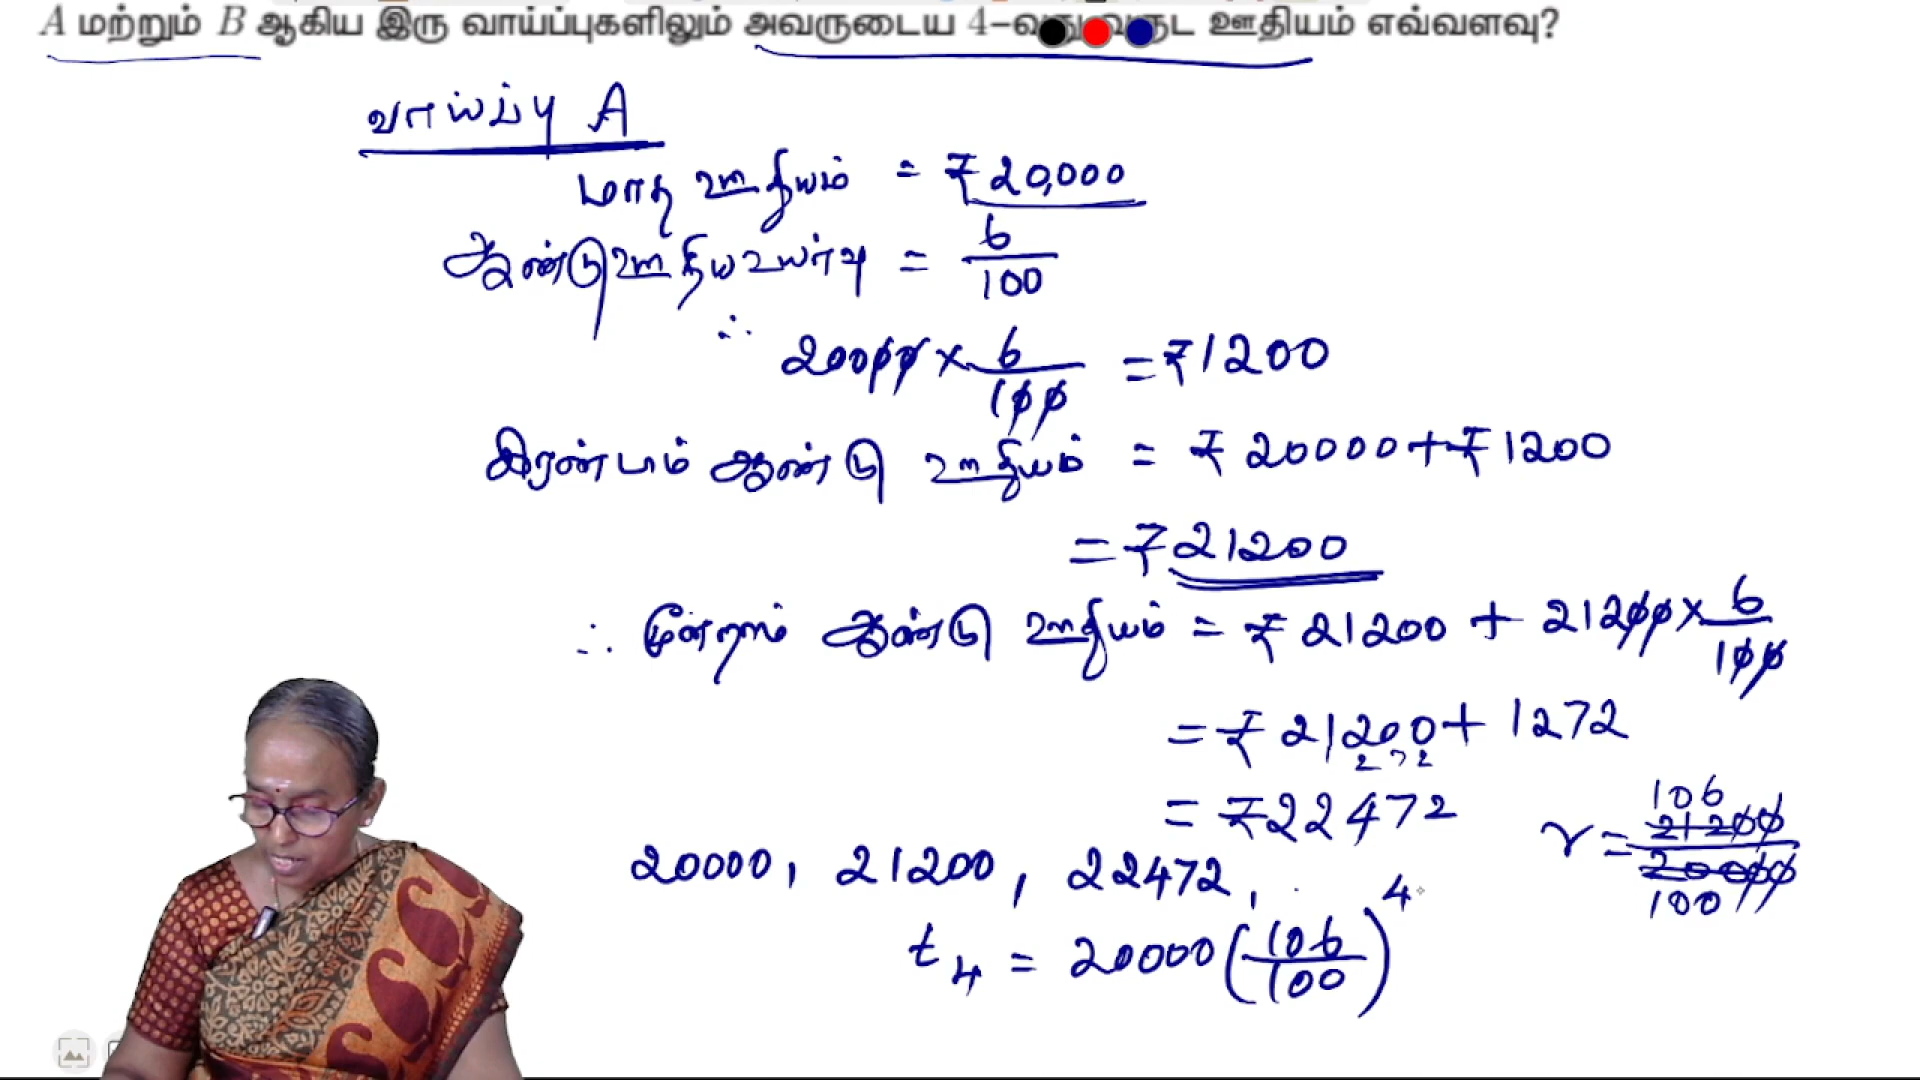 A மற்றும் B ஆகிய இரு வாய்ப்புகளிலும் அவருடைய 4-வது வருட ஊதியம் எவ்வளவு?
வாய்ப்பு A
மாத ஊதியம் = ₹20,000
ஆண்டு ஊதிய உயர்வு = 6/100
∴ 20000 × 6/100 = ₹1200
இரண்டாம் ஆண்டு ஊதியம் = ₹20000+₹1200
= ₹21200
∴ மூன்றாம் ஆண்டு ஊதியம் = ₹21200 + 21200 × 6/100
= ₹21200 + 1272
= ₹22472
r = 21200/20000 106/100
20000, 21200, 22472, .
t₄ = 20000 (106/100)⁴